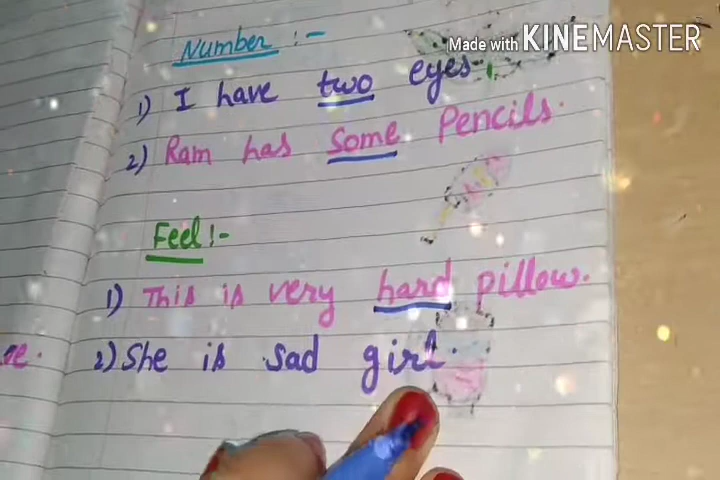 Made with KINEMASTER
Number :-
1) I have two eyes.
2) Ram has Some Pencils.
Feel :-
1) This is very hard pillow.
2) She is sad girl.